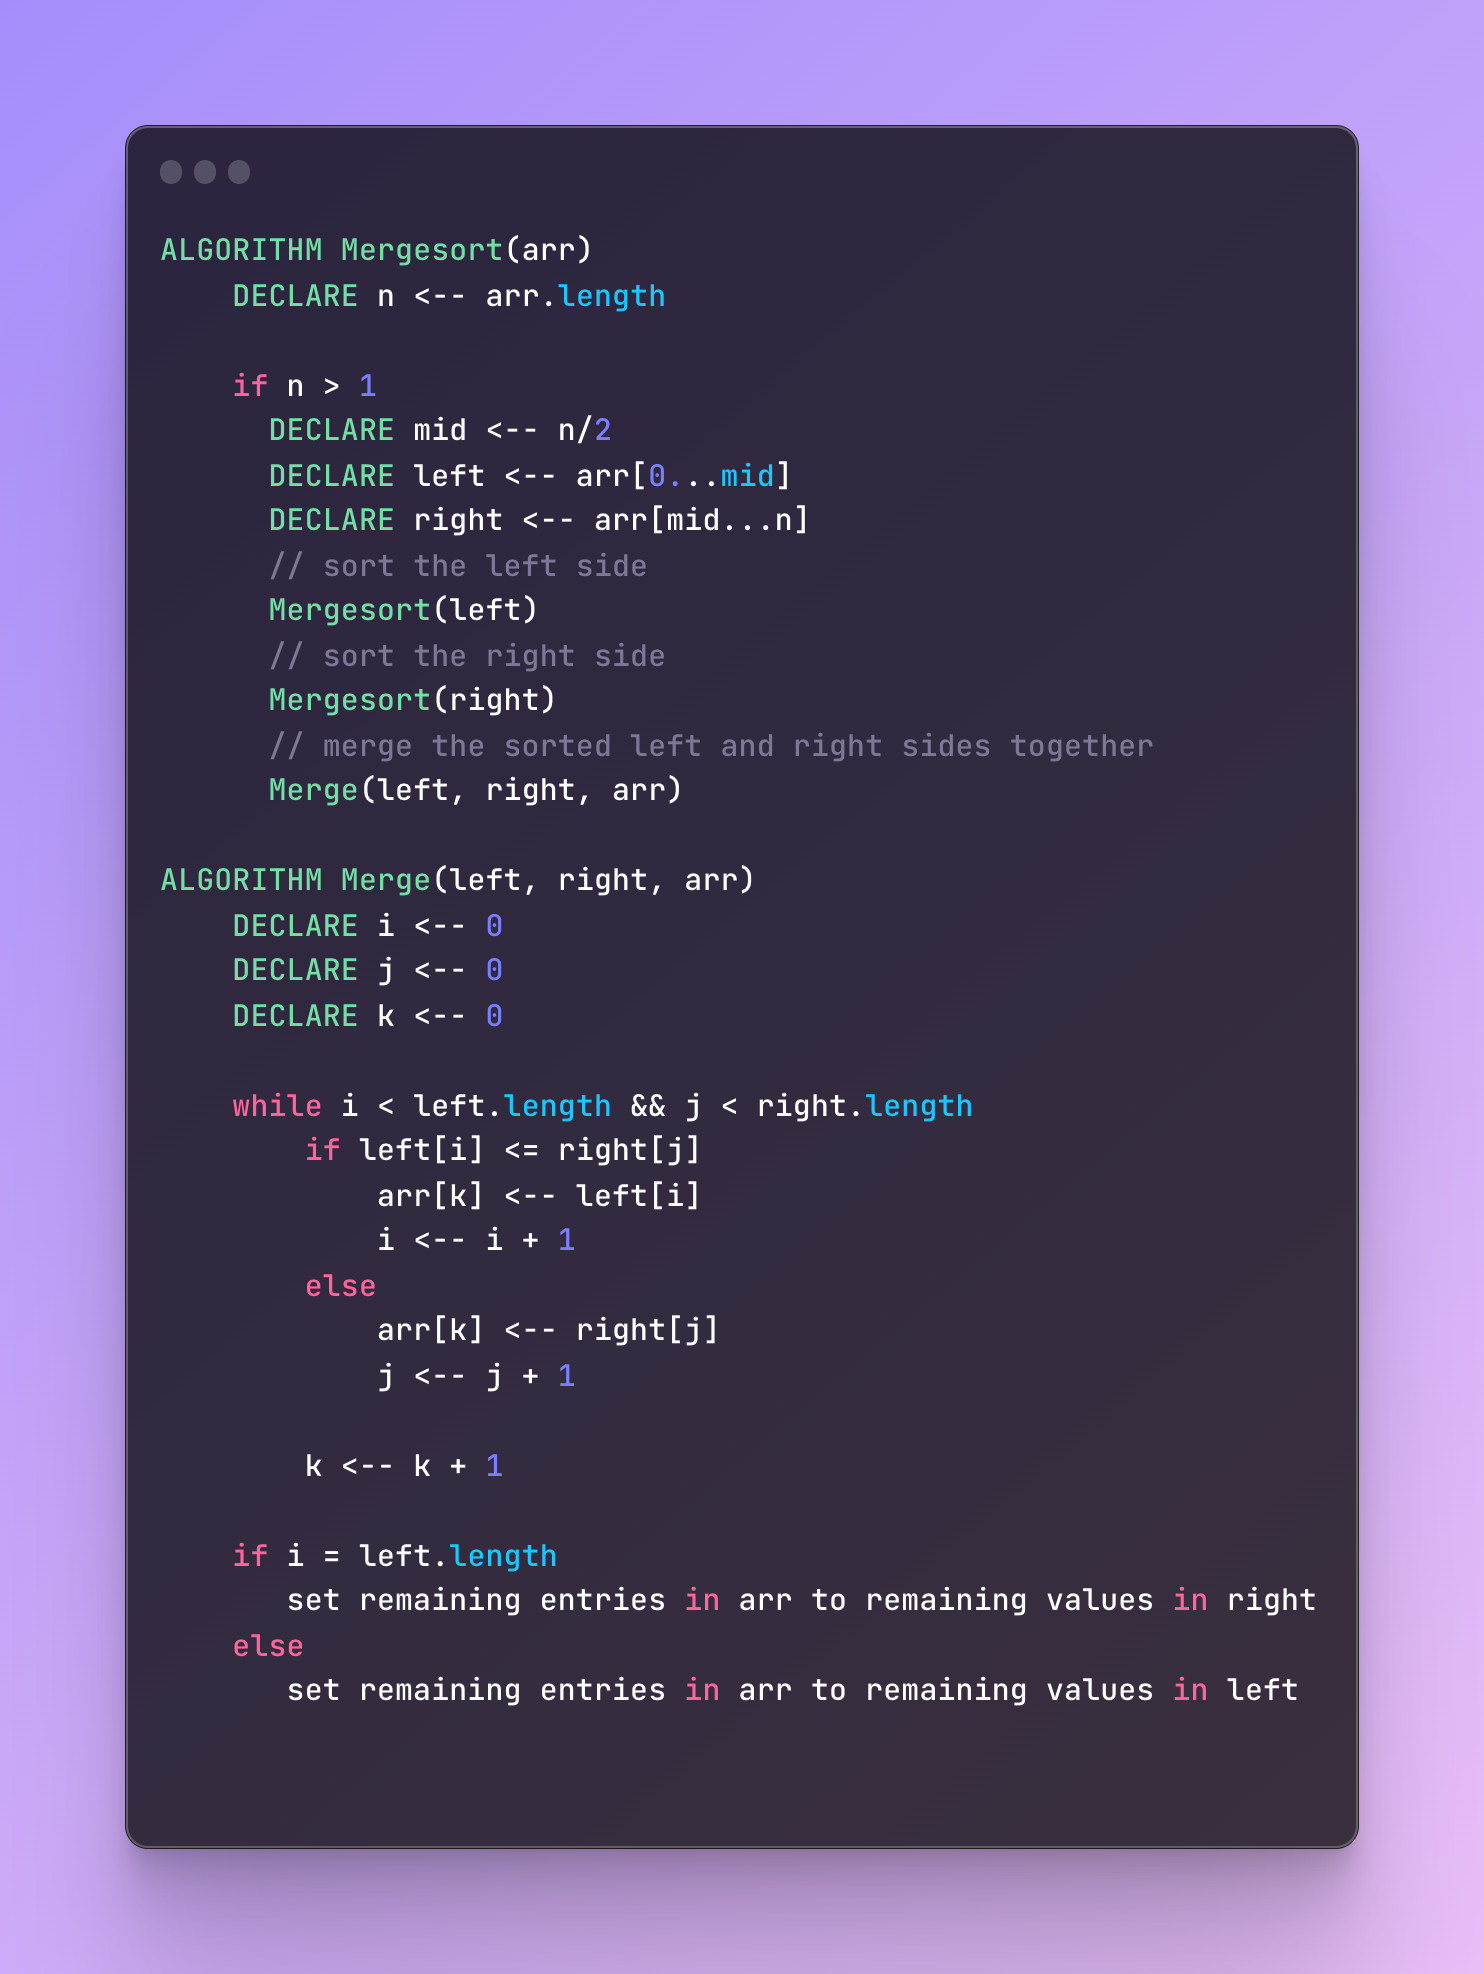 ALGORITHM Mergesort(arr)
    DECLARE n <-- arr.length

    if n > 1
      DECLARE mid <-- n/2
      DECLARE left <-- arr[0...mid]
      DECLARE right <-- arr[mid...n]
      // sort the left side
      Mergesort(left)
      // sort the right side
      Mergesort(right)
      // merge the sorted left and right sides together
      Merge(left, right, arr)

ALGORITHM Merge(left, right, arr)
    DECLARE i <-- 0
    DECLARE j <-- 0
    DECLARE k <-- 0

    while i < left.length && j < right.length
        if left[i] <= right[j]
            arr[k] <-- left[i]
            i <-- i + 1
        else
            arr[k] <-- right[j]
            j <-- j + 1

        k <-- k + 1

    if i = left.length
       set remaining entries in arr to remaining values in right
    else
       set remaining entries in arr to remaining values in left